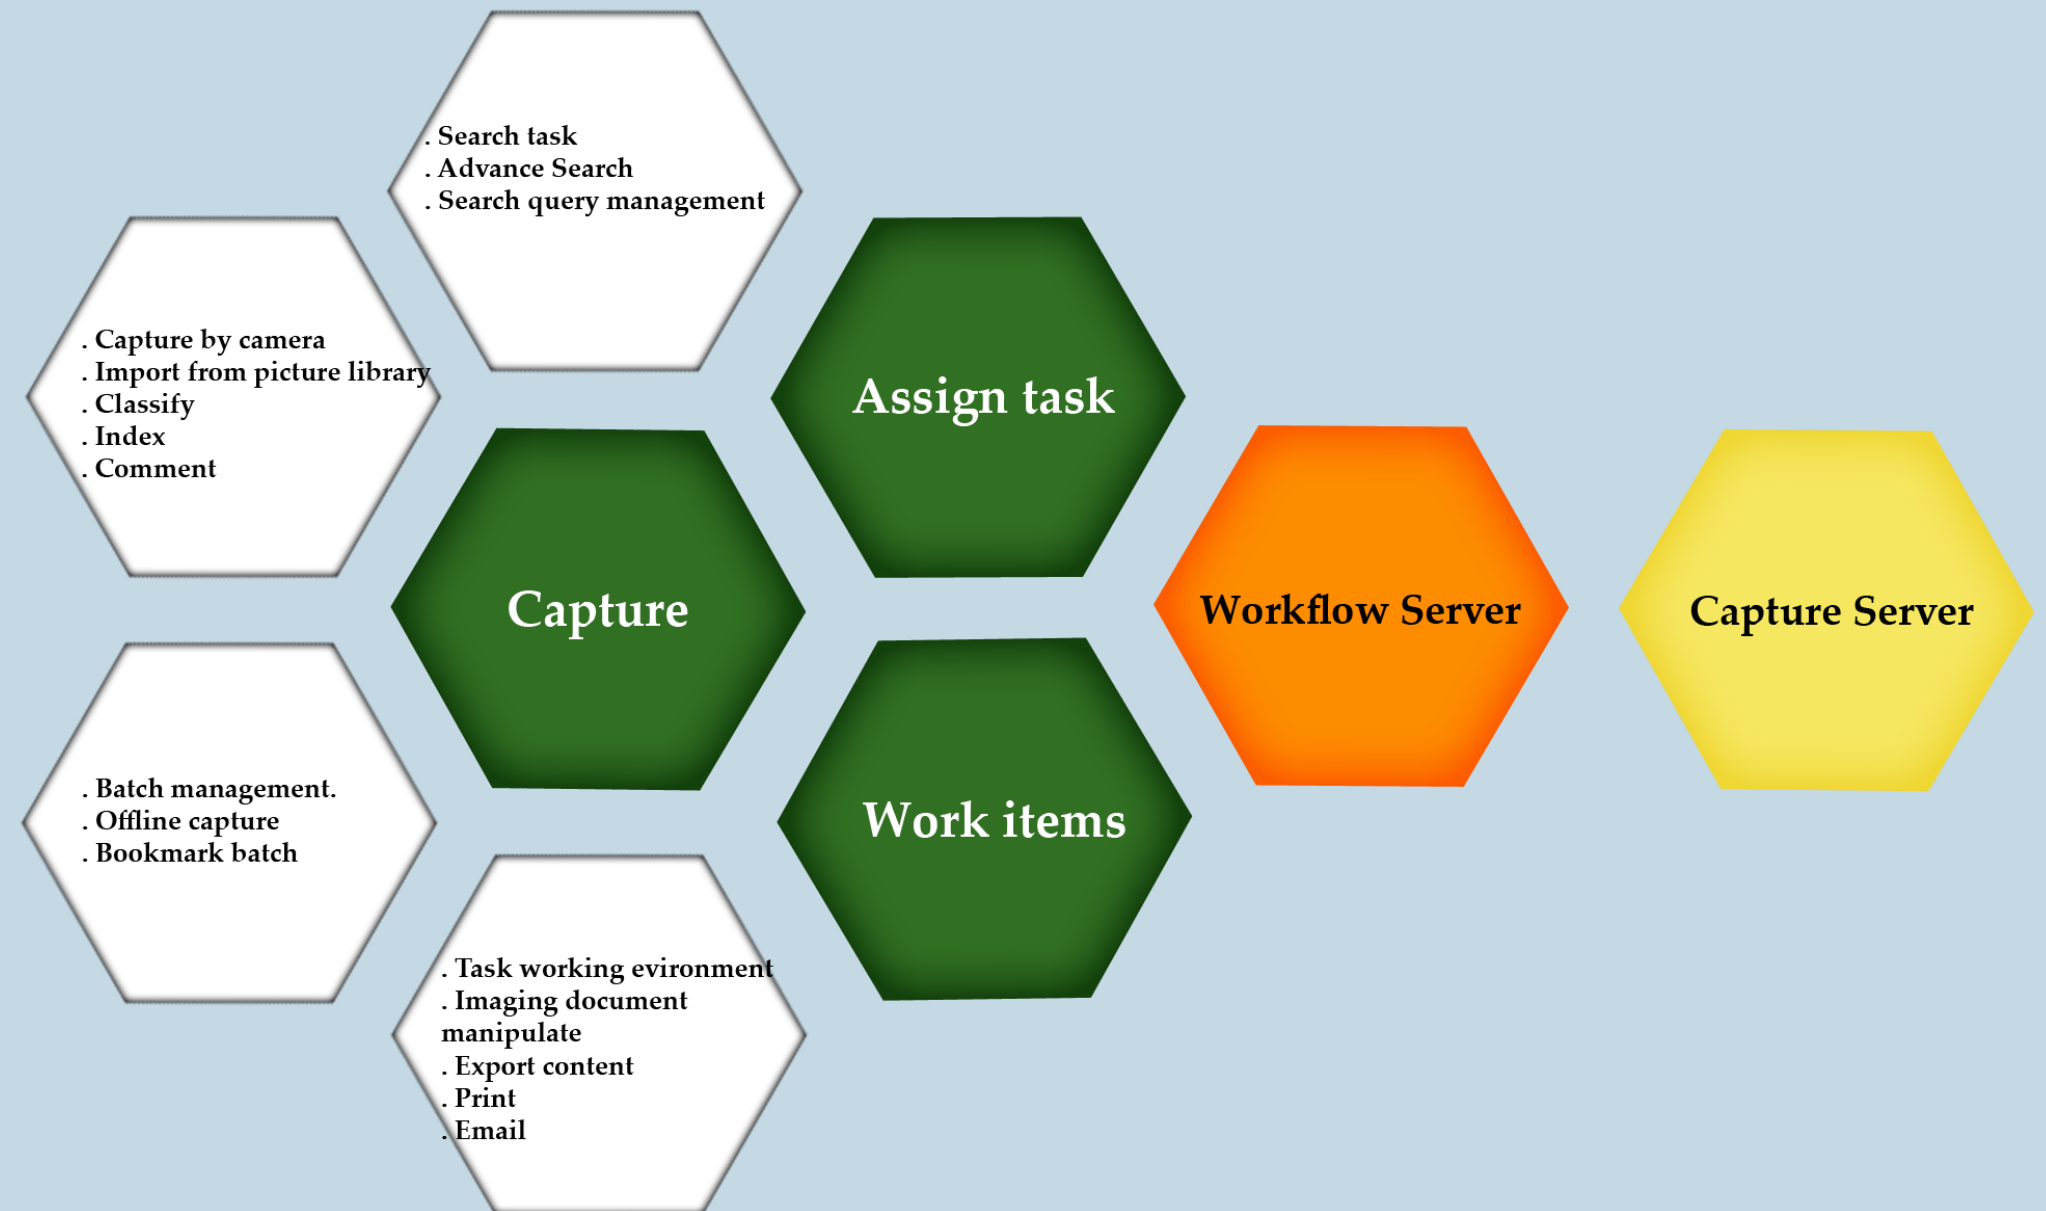 . Search task
. Advance Search
. Search query management
. Capture by camera
. Import from picture library
. Classify
. Index
. Comment
Assign task
Capture
Workflow Server
Capture Server
. Batch management.
. Offline capture
. Bookmark batch
Work items
. Task working evironment
. Imaging document
manipulate
. Export content
. Print
. Email